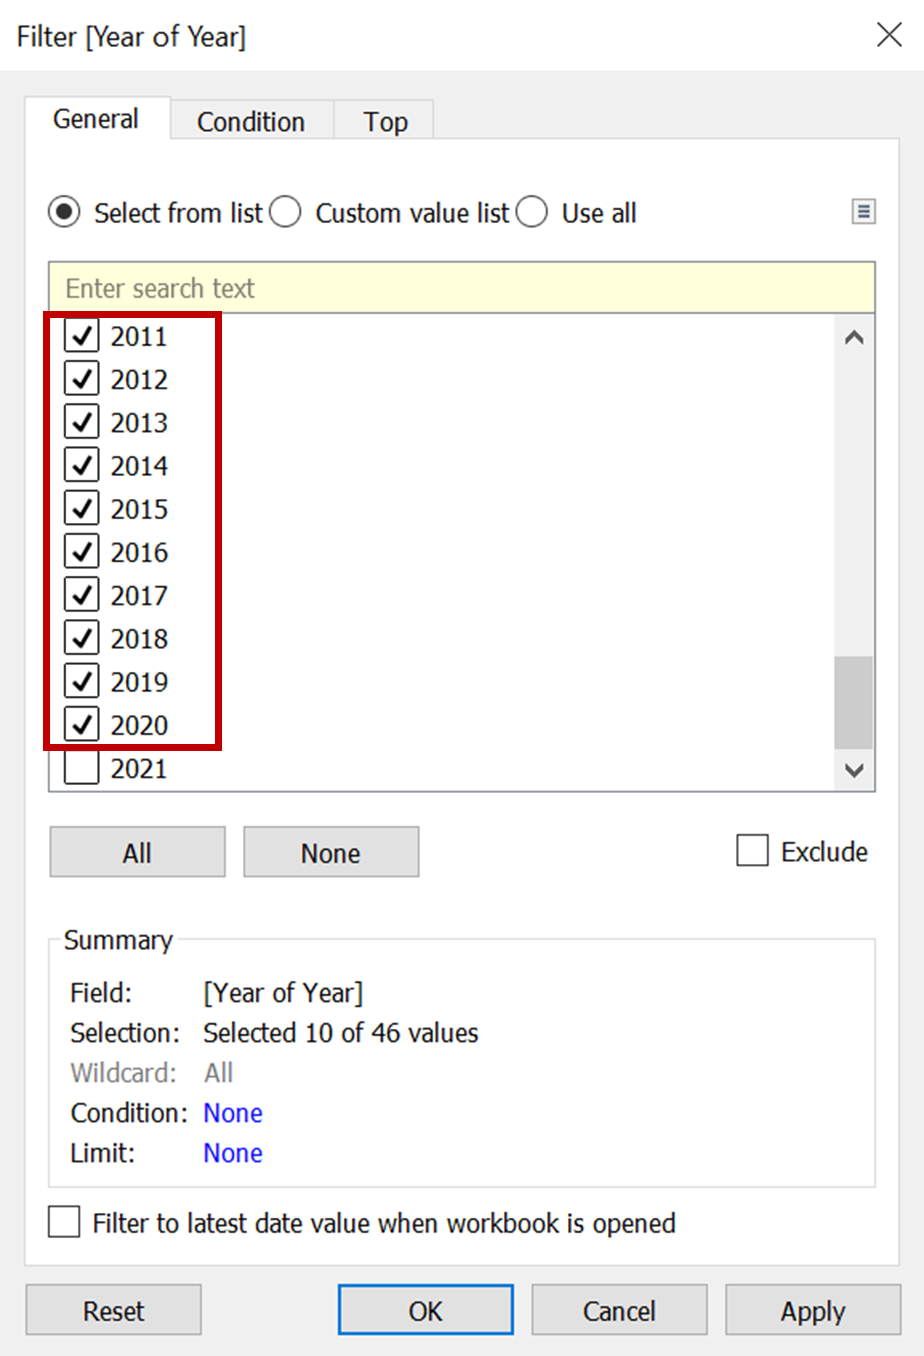 Filter [Year of Year]
General Condition Top
Select from list Custom value list Use all
Enter search text
2011
2012
2013
2014
2015
2016
2017
2018
2019
2020
2021
All None Exclude
Summary
Field: [Year of Year]
Selection: Selected 10 of 46 values
Wildcard: All
Condition: None
Limit: None
Filter to latest date value when workbook is opened
Reset OK Cancel Apply